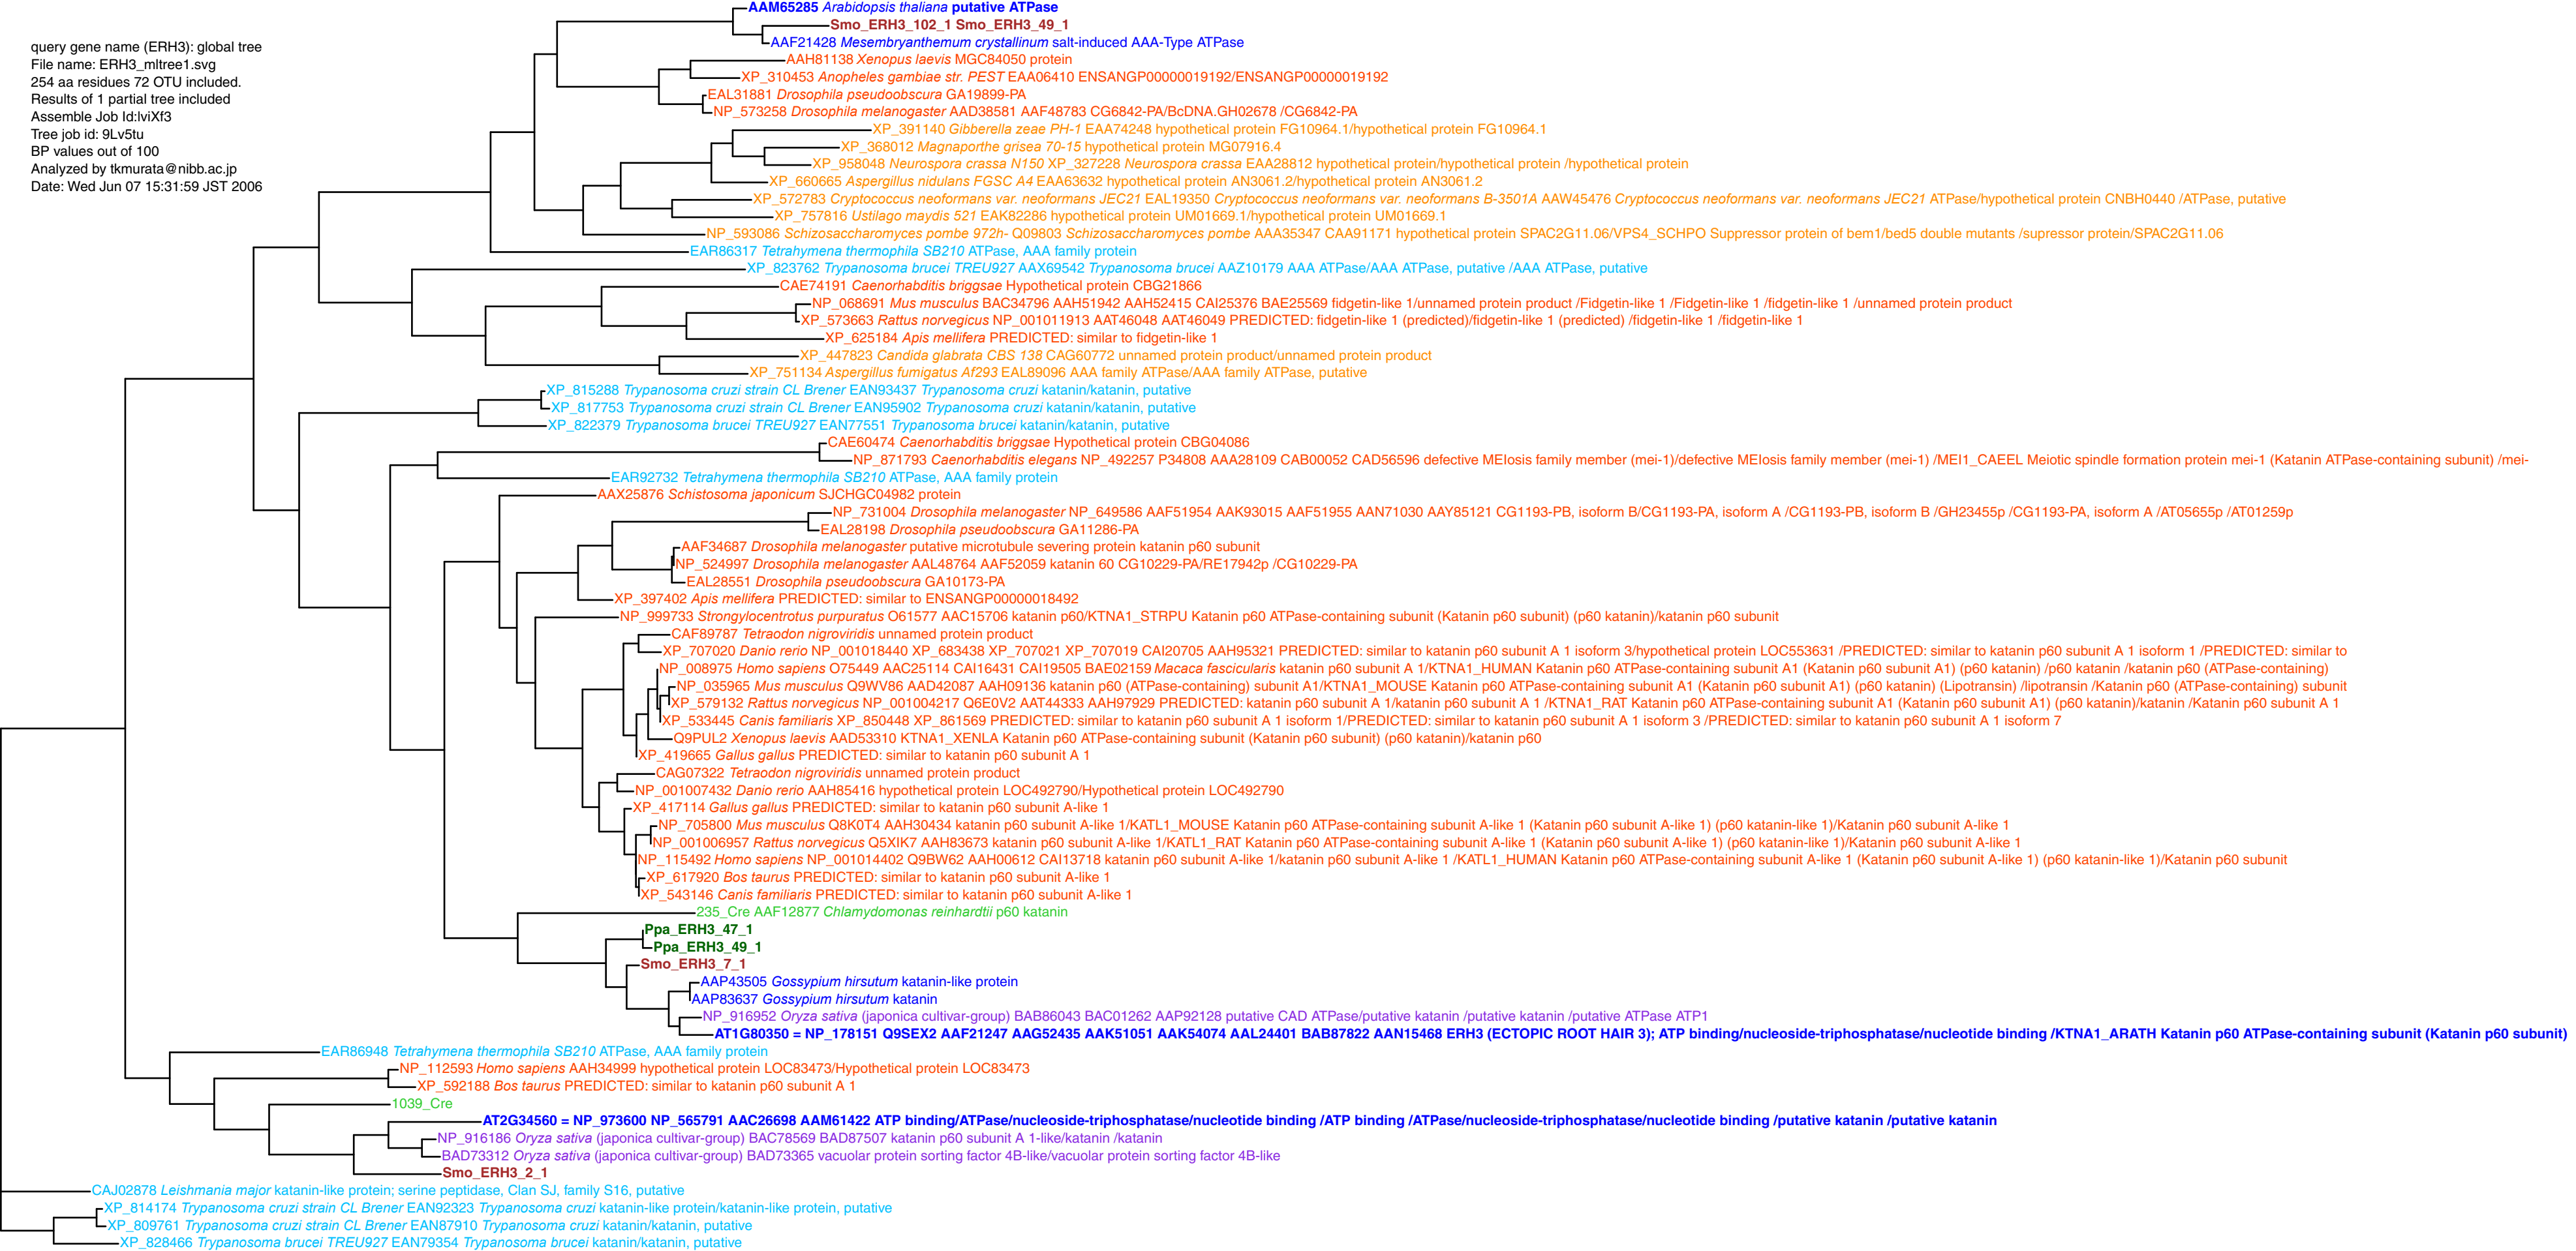 AAM65285 Arabidopsis thaliana putative ATPase
Smo_ERH3_102_1 Smo_ERH3_49_1
AAF21428 Mesembryanthemum crystallinum salt-induced AAA-Type ATPase
query gene name (ERH3): global tree
File name: ERH3_mltree1.svg
254 aa residues 72 OTU included.
Results of 1 partial tree included
Assemble Job Id:lviXf3
Tree job id: 9Lv5tu
BP values out of 100
Analyzed by tkmurata@nibb.ac.jp
Date: Wed Jun 07 15:31:59 JST 2006
AAH81138 Xenopus laevis MGC84050 protein
XP_310453 Anopheles gambiae str. PEST EAA06410 ENSANGP00000019192/ENSANGP00000019192
EAL31881 Drosophila pseudoobscura GA19899-PA
NP_573258 Drosophila melanogaster AAD38581 AAF48783 CG6842-PA/BcDNA.GH02678 /CG6842-PA
XP_391140 Gibberella zeae PH-1 EAA74248 hypothetical protein FG10964.1/hypothetical protein FG10964.1
XP_368012 Magnaporthe grisea 70-15 hypothetical protein MG07916.4
XP_958048 Neurospora crassa N150 XP_327228 Neurospora crassa EAA28812 hypothetical protein/hypothetical protein /hypothetical protein
XP_660665 Aspergillus nidulans FGSC A4 EAA63632 hypothetical protein AN3061.2/hypothetical protein AN3061.2
XP_572783 Cryptococcus neoformans var. neoformans JEC21 EAL19350 Cryptococcus neoformans var. neoformans B-3501A AAW45476 Cryptococcus neoformans var. neoformans JEC21 ATPase/hypothetical protein CNBH0440 /ATPase, putative
XP_757816 Ustilago maydis 521 EAK82286 hypothetical protein UM01669.1/hypothetical protein UM01669.1
NP_593086 Schizosaccharomyces pombe 972h- Q09803 Schizosaccharomyces pombe AAA35347 CAA91171 hypothetical protein SPAC2G11.06/VPS4_SCHPO Suppressor protein of bem1/bed5 double mutants /supressor protein/SPAC2G11.06
EAR86317 Tetrahymena thermophila SB210 ATPase, AAA family protein
XP_823762 Trypanosoma brucei TREU927 AAX69542 Trypanosoma brucei AAZ10179 AAA ATPase/AAA ATPase, putative /AAA ATPase, putative
CAE74191 Caenorhabditis briggsae Hypothetical protein CBG21866
NP_068691 Mus musculus BAC34796 AAH51942 AAH52415 CAI25376 BAE25569 fidgetin-like 1/unnamed protein product /Fidgetin-like 1 /Fidgetin-like 1 /fidgetin-like 1 /unnamed protein product
XP_573663 Rattus norvegicus NP_001011913 AAT46048 AAT46049 PREDICTED: fidgetin-like 1 (predicted)/fidgetin-like 1 (predicted) /fidgetin-like 1 /fidgetin-like 1
XP_625184 Apis mellifera PREDICTED: similar to fidgetin-like 1
XP_447823 Candida glabrata CBS 138 CAG60772 unnamed protein product/unnamed protein product
XP_751134 Aspergillus fumigatus Af293 EAL89096 AAA family ATPase/AAA family ATPase, putative
XP_815288 Trypanosoma cruzi strain CL Brener EAN93437 Trypanosoma cruzi katanin/katanin, putative
XP_817753 Trypanosoma cruzi strain CL Brener EAN95902 Trypanosoma cruzi katanin/katanin, putative
XP_822379 Trypanosoma brucei TREU927 EAN77551 Trypanosoma brucei katanin/katanin, putative
CAE60474 Caenorhabditis briggsae Hypothetical protein CBG04086
NP_871793 Caenorhabditis elegans NP_492257 P34808 AAA28109 CAB00052 CAD56596 defective MEIosis family member (mei-1)/defective MEIosis family member (mei-1) /MEI1_CAEEL Meiotic spindle formation protein mei-1 (Katanin ATPase-containing subunit) /mei-
EAR92732 Tetrahymena thermophila SB210 ATPase, AAA family protein
AAX25876 Schistosoma japonicum SJCHGC04982 protein
NP_731004 Drosophila melanogaster NP_649586 AAF51954 AAK93015 AAF51955 AAN71030 AAY85121 CG1193-PB, isoform B/CG1193-PA, isoform A /CG1193-PB, isoform B /GH23455p /CG1193-PA, isoform A /AT05655p /AT01259p
EAL28198 Drosophila pseudoobscura GA11286-PA
AAF34687 Drosophila melanogaster putative microtubule severing protein katanin p60 subunit
NP_524997 Drosophila melanogaster AAL48764 AAF52059 katanin 60 CG10229-PA/RE17942p /CG10229-PA
EAL28551 Drosophila pseudoobscura GA10173-PA
XP_397402 Apis mellifera PREDICTED: similar to ENSANGP00000018492
NP_999733 Strongylocentrotus purpuratus O61577 AAC15706 katanin p60/KTNA1_STRPU Katanin p60 ATPase-containing subunit (Katanin p60 subunit) (p60 katanin)/katanin p60 subunit
CAF89787 Tetraodon nigroviridis unnamed protein product
XP_707020 Danio rerio NP_001018440 XP_683438 XP_707021 XP_707019 CAI20705 AAH95321 PREDICTED: similar to katanin p60 subunit A 1 isoform 3/hypothetical protein LOC553631 /PREDICTED: similar to katanin p60 subunit A 1 isoform 1 /PREDICTED: similar to
NP_008975 Homo sapiens O75449 AAC25114 CAI16431 CAI19505 BAE02159 Macaca fascicularis katanin p60 subunit A 1/KTNA1_HUMAN Katanin p60 ATPase-containing subunit A1 (Katanin p60 subunit A1) (p60 katanin) /p60 katanin /katanin p60 (ATPase-containing)
NP_035965 Mus musculus Q9WV86 AAD42087 AAH09136 katanin p60 (ATPase-containing) subunit A1/KTNA1_MOUSE Katanin p60 ATPase-containing subunit A1 (Katanin p60 subunit A1) (p60 katanin) (Lipotransin) /lipotransin /Katanin p60 (ATPase-containing) subunit
XP_579132 Rattus norvegicus NP_001004217 Q6E0V2 AAT44333 AAH97929 PREDICTED: katanin p60 subunit A 1/katanin p60 subunit A 1 /KTNA1_RAT Katanin p60 ATPase-containing subunit A1 (Katanin p60 subunit A1) (p60 katanin)/katanin /Katanin p60 subunit A 1
XP_533445 Canis familiaris XP_850448 XP_861569 PREDICTED: similar to katanin p60 subunit A 1 isoform 1/PREDICTED: similar to katanin p60 subunit A 1 isoform 3 /PREDICTED: similar to katanin p60 subunit A 1 isoform 7
Q9PUL2 Xenopus laevis AAD53310 KTNA1_XENLA Katanin p60 ATPase-containing subunit (Katanin p60 subunit) (p60 katanin)/katanin p60
XP_419665 Gallus gallus PREDICTED: similar to katanin p60 subunit A 1
CAG07322 Tetraodon nigroviridis unnamed protein product
NP_001007432 Danio rerio AAH85416 hypothetical protein LOC492790/Hypothetical protein LOC492790
XP_417114 Gallus gallus PREDICTED: similar to katanin p60 subunit A-like 1
NP_705800 Mus musculus Q8K0T4 AAH30434 katanin p60 subunit A-like 1/KATL1_MOUSE Katanin p60 ATPase-containing subunit A-like 1 (Katanin p60 subunit A-like 1) (p60 katanin-like 1)/Katanin p60 subunit A-like 1
NP_001006957 Rattus norvegicus Q5XIK7 AAH83673 katanin p60 subunit A-like 1/KATL1_RAT Katanin p60 ATPase-containing subunit A-like 1 (Katanin p60 subunit A-like 1) (p60 katanin-like 1)/Katanin p60 subunit A-like 1
NP_115492 Homo sapiens NP_001014402 Q9BW62 AAH00612 CAI13718 katanin p60 subunit A-like 1/katanin p60 subunit A-like 1 /KATL1_HUMAN Katanin p60 ATPase-containing subunit A-like 1 (Katanin p60 subunit A-like 1) (p60 katanin-like 1)/Katanin p60 subunit
XP_617920 Bos taurus PREDICTED: similar to katanin p60 subunit A-like 1
XP_543146 Canis familiaris PREDICTED: similar to katanin p60 subunit A-like 1
235_Cre AAF12877 Chlamydomonas reinhardtii p60 katanin
Ppa_ERH3_47_1
Ppa_ERH3_49_1
Smo_ERH3_7_1
AAP43505 Gossypium hirsutum katanin-like protein
AAP83637 Gossypium hirsutum katanin
NP_916952 Oryza sativa (japonica cultivar-group) BAB86043 BAC01262 AAP92128 putative CAD ATPase/putative katanin /putative katanin /putative ATPase ATP1
AT1G80350 = NP_178151 Q9SEX2 AAF21247 AAG52435 AAK51051 AAK54074 AAL24401 BAB87822 AAN15468 ERH3 (ECTOPIC ROOT HAIR 3); ATP binding/nucleoside-triphosphatase/nucleotide binding /KTNA1_ARATH Katanin p60 ATPase-containing subunit (Katanin p60 subunit)
EAR86948 Tetrahymena thermophila SB210 ATPase, AAA family protein
NP_112593 Homo sapiens AAH34999 hypothetical protein LOC83473/Hypothetical protein LOC83473
XP_592188 Bos taurus PREDICTED: similar to katanin p60 subunit A 1
1039_Cre
AT2G34560 = NP_973600 NP_565791 AAC26698 AAM61422 ATP binding/ATPase/nucleoside-triphosphatase/nucleotide binding /ATP binding /ATPase/nucleoside-triphosphatase/nucleotide binding /putative katanin /putative katanin
NP_916186 Oryza sativa (japonica cultivar-group) BAC78569 BAD87507 katanin p60 subunit A 1-like/katanin /katanin
BAD73312 Oryza sativa (japonica cultivar-group) BAD73365 vacuolar protein sorting factor 4B-like/vacuolar protein sorting factor 4B-like
Smo_ERH3_2_1
CAJ02878 Leishmania major katanin-like protein; serine peptidase, Clan SJ, family S16, putative
XP_814174 Trypanosoma cruzi strain CL Brener EAN92323 Trypanosoma cruzi katanin-like protein/katanin-like protein, putative
XP_809761 Trypanosoma cruzi strain CL Brener EAN87910 Trypanosoma cruzi katanin/katanin, putative
XP_828466 Trypanosoma brucei TREU927 EAN79354 Trypanosoma brucei katanin/katanin, putative